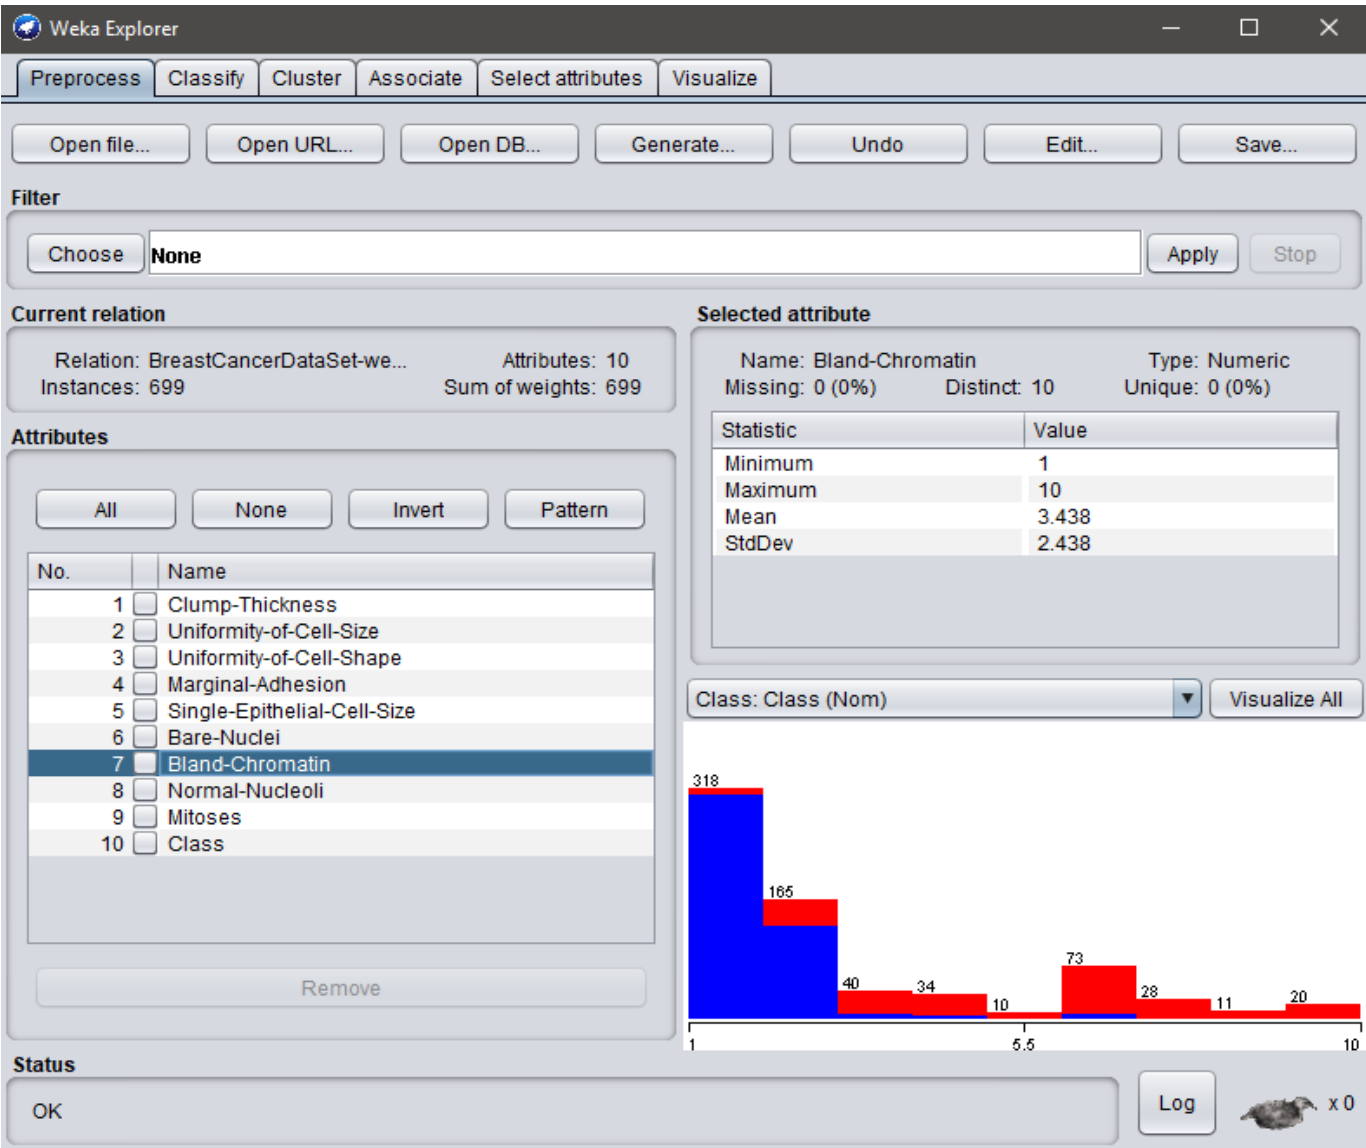 Weka Explorer
Preprocess Classify Cluster Associate Select attributes Visualize
Open file... Open URL... Open DB... Generate... Undo Edit... Save...
Filter
Choose None Apply Stop
Current relation
Relation: BreastCancerDataSet-we... Attributes: 10
Instances: 699 Sum of weights: 699
Attributes
All None Invert Pattern
No. Name
1 Clump-Thickness
2 Uniformity-of-Cell-Size
3 Uniformity-of-Cell-Shape
4 Marginal-Adhesion
5 Single-Epithelial-Cell-Size
6 Bare-Nuclei
7 Bland-Chromatin
8 Normal-Nucleoli
9 Mitoses
10 Class
Remove
Selected attribute
Name: Bland-Chromatin Type: Numeric
Missing: 0 (0%) Distinct: 10 Unique: 0 (0%)
Statistic Value
Minimum 1
Maximum 10
Mean 3.438
StdDev 2.438
Class: Class (Nom) Visualize All
318
165
40 34 10 73 28 11 20
1 5.5 10
Status
OK Log x 0